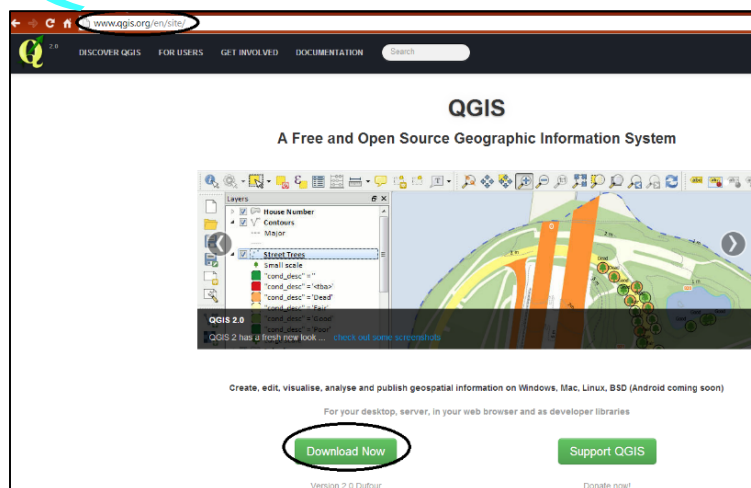 www.qgis.org/en/site/
2.0
DISCOVER QGIS FOR USERS GET INVOLVED DOCUMENTATION Search
QGIS
A Free and Open Source Geographic Information System
Layers
House Number
Contours
Major
Street Trees
Small scale
"cond_desc" = ''
"cond_desc" = '<tba>'
"cond_desc" = 'Dead'
"cond_desc" = 'Fair'
"cond_desc" = 'Good'
"cond_desc" = 'Poor'
QGIS 2.0
QGIS 2 has a fresh new look ... check out some screenshots
Create, edit, visualise, analyse and publish geospatial information on Windows, Mac, Linux, BSD (Android coming soon)
For your desktop, server, in your web browser and as developer libraries
Download Now Support QGIS
Version 2.0 Dufour Donate now!